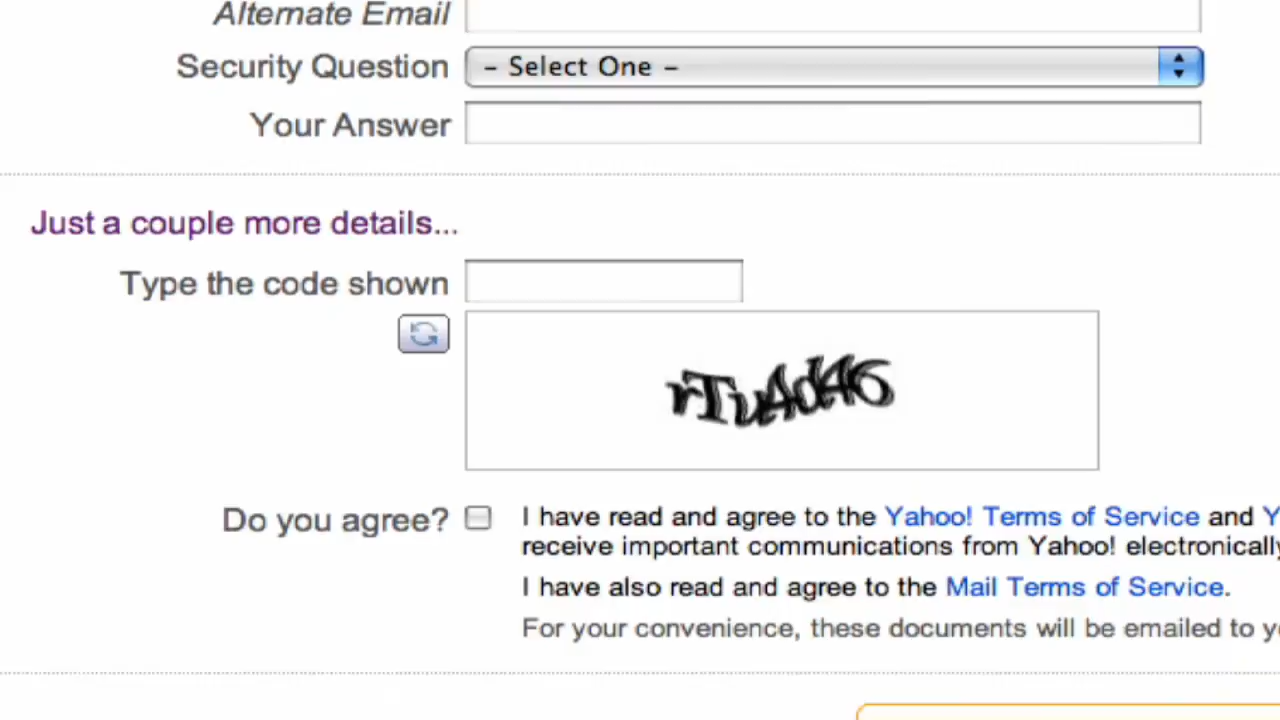 Alternate Email
Security Question – Select One –
Your Answer
Just a couple more details...
Type the code shown
Do you agree? I have read and agree to the Yahoo! Terms of Service and Y
receive important communications from Yahoo! electronically
I have also read and agree to the Mail Terms of Service.
For your convenience, these documents will be emailed to yo